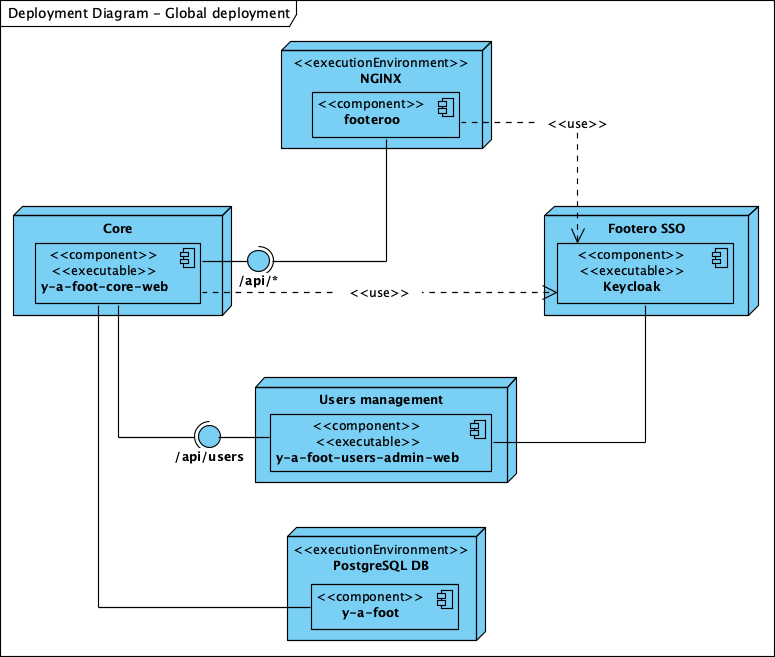 Deployment Diagram - Global deployment
<<executionEnvironment>>
NGINX
<<component>>
footeroo
<<use>>
Core
<<component>>
<<executable>>
y-a-foot-core-web
/api/*
Footero SSO
<<component>>
<<executable>>
Keycloak
<<use>>
Users management
<<component>>
<<executable>>
y-a-foot-users-admin-web
/api/users
<<executionEnvironment>>
PostgreSQL DB
<<component>>
y-a-foot